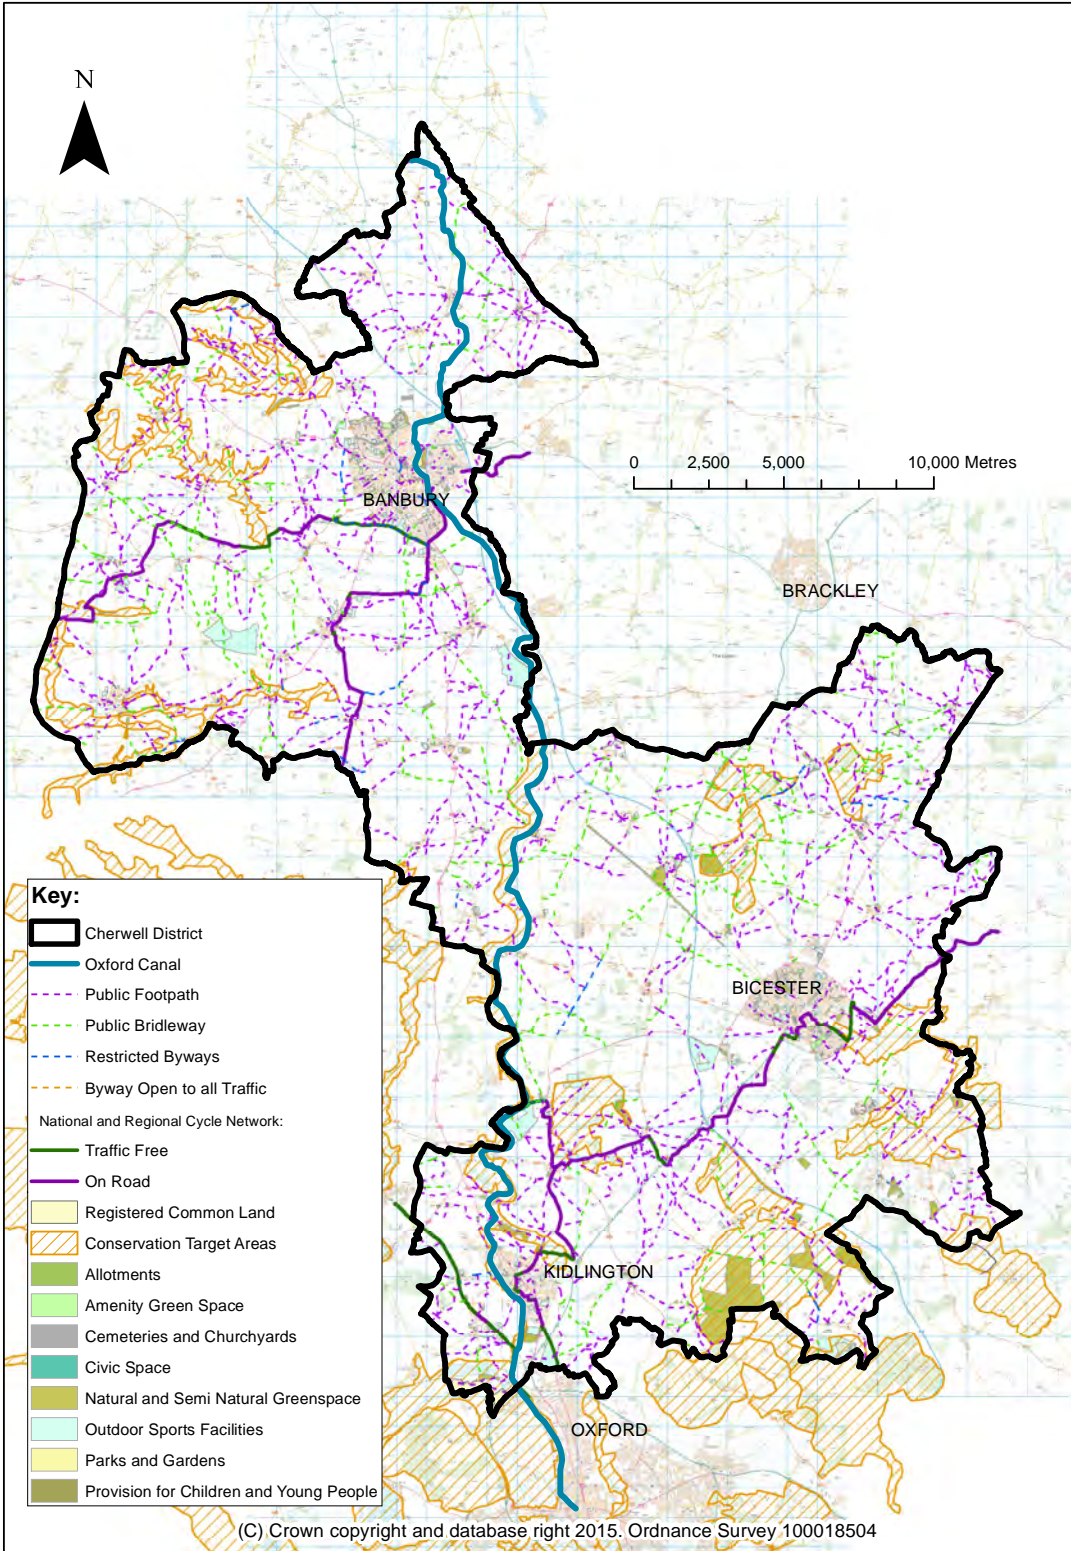 N
0 2,500 5,000 10,000 Metres
BANBURY
BRACKLEY
BICESTER
KIDLINGTON
OXFORD
Key:
Cherwell District
Oxford Canal
Public Footpath
Public Bridleway
Restricted Byways
Byway Open to all Traffic
National and Regional Cycle Network:
Traffic Free
On Road
Registered Common Land
Conservation Target Areas
Allotments
Amenity Green Space
Cemeteries and Churchyards
Civic Space
Natural and Semi Natural Greenspace
Outdoor Sports Facilities
Parks and Gardens
Provision for Children and Young People
(C) Crown copyright and database right 2015. Ordnance Survey 100018504